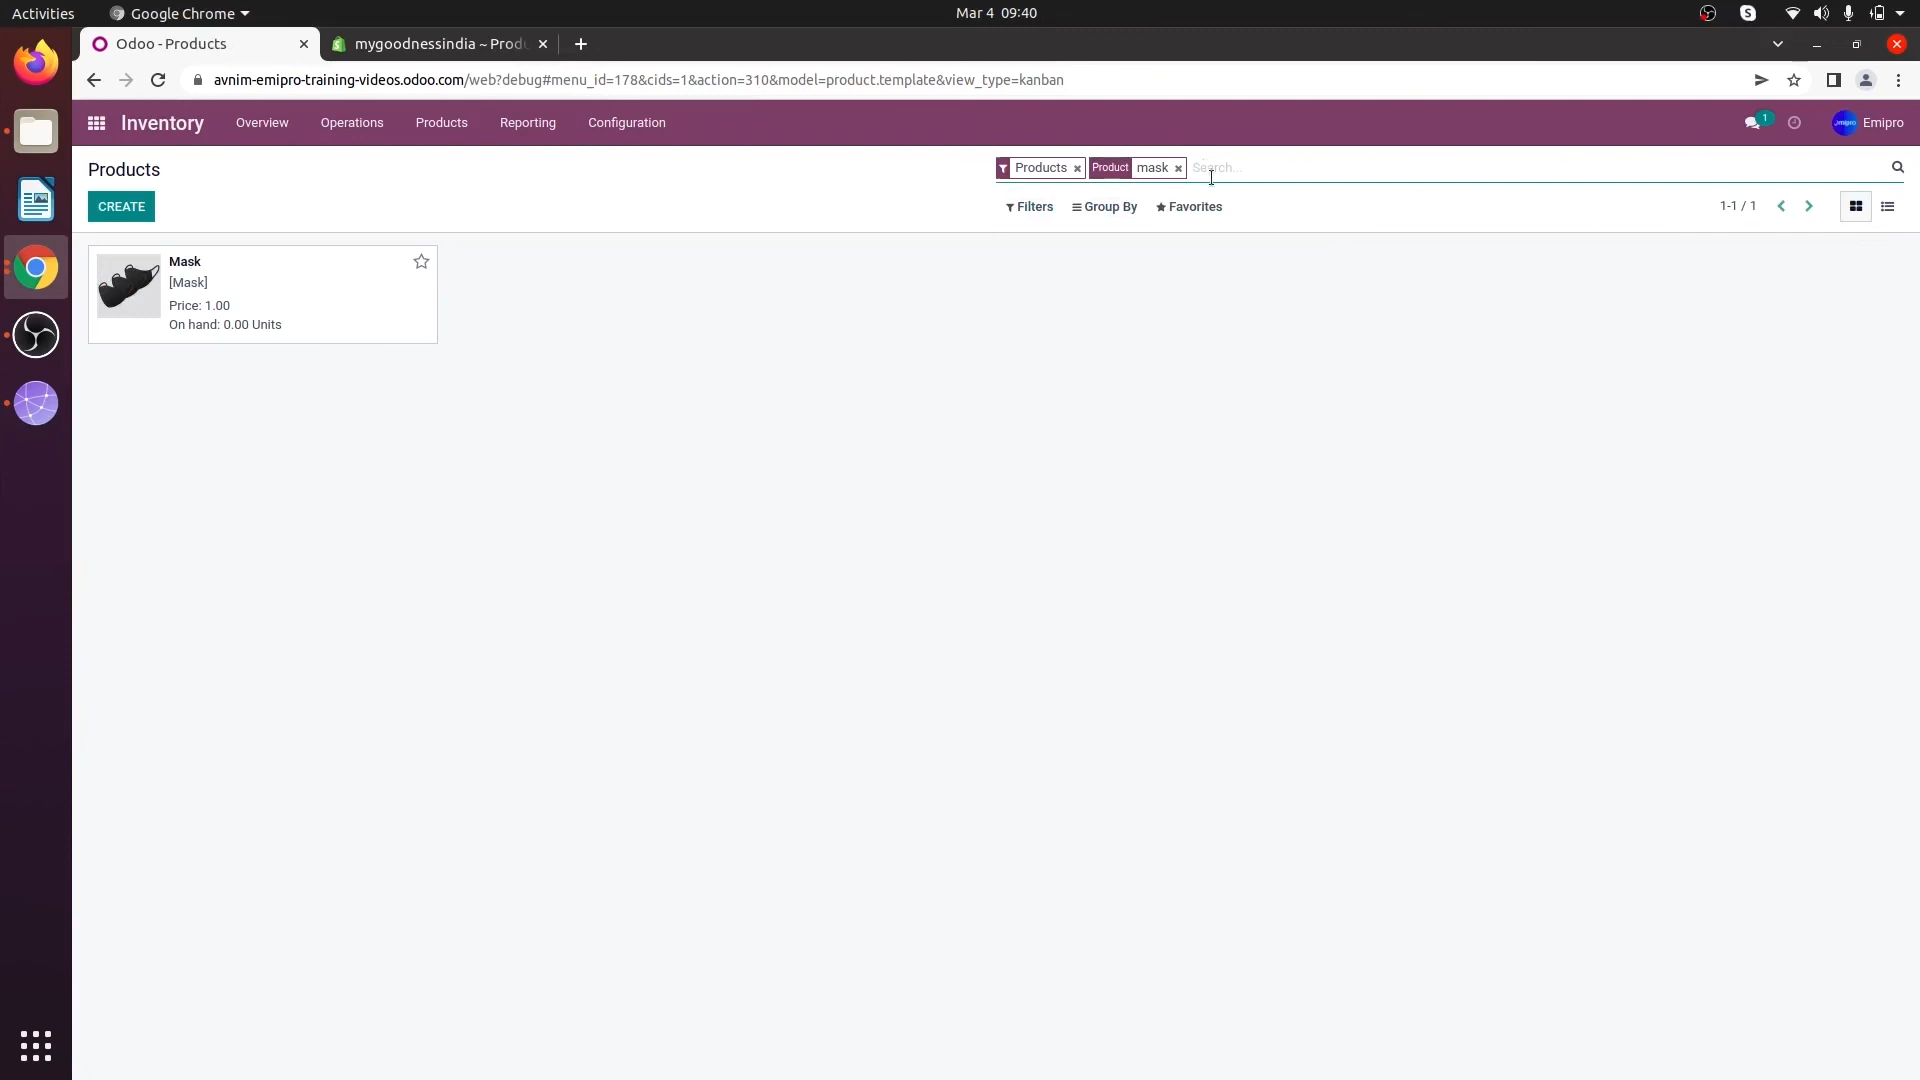 Activities
Google Chrome
Mar 4 09:40
Odoo - Products
mygoodnessindia ~ Produ
avnim-emipro-training-videos.odoo.com/web?debug#menu_id=178&cids=1&action=310&model=product.template&view_type=kanban
Inventory
Overview
Operations
Products
Reporting
Configuration
1
Emipro
Products
Products
Product
mask
Search...
CREATE
Filters
Group By
Favorites
1-1 / 1
Mask
[Mask]
Price: 1.00
On hand: 0.00 Units